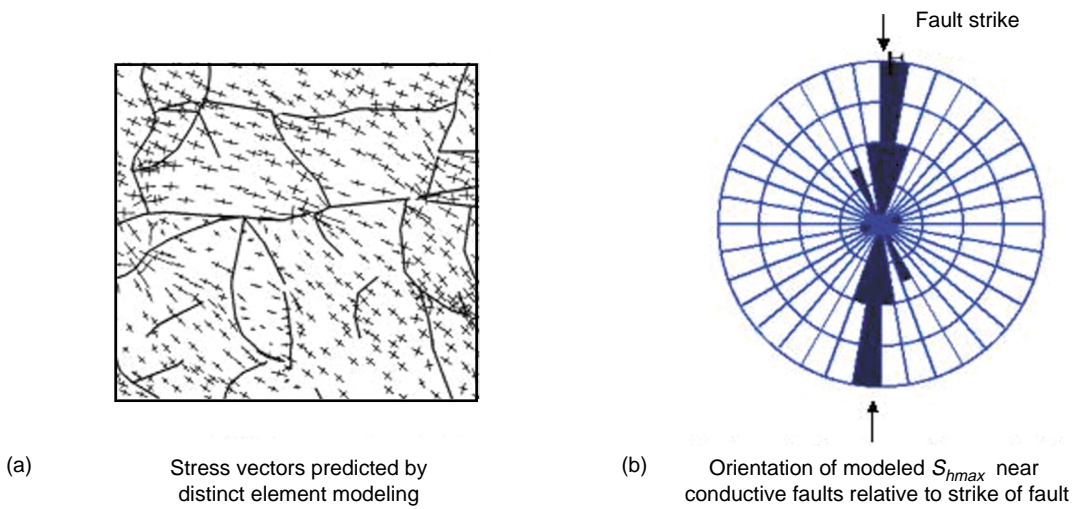 Fault strike
(a)
Stress vectors predicted by
distinct element modeling
(b)
Orientation of modeled S_hmax near
conductive faults relative to strike of fault